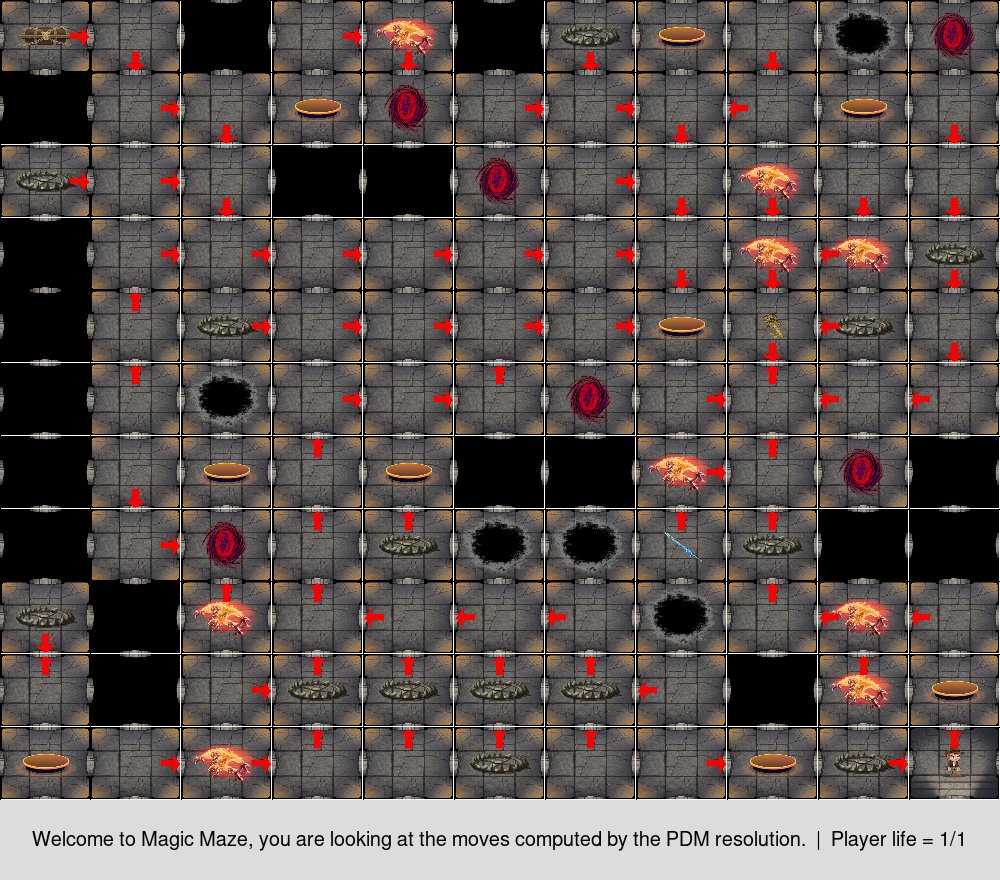 Welcome to Magic Maze, you are looking at the moves computed by the PDM resolution.  |  Player life = 1/1